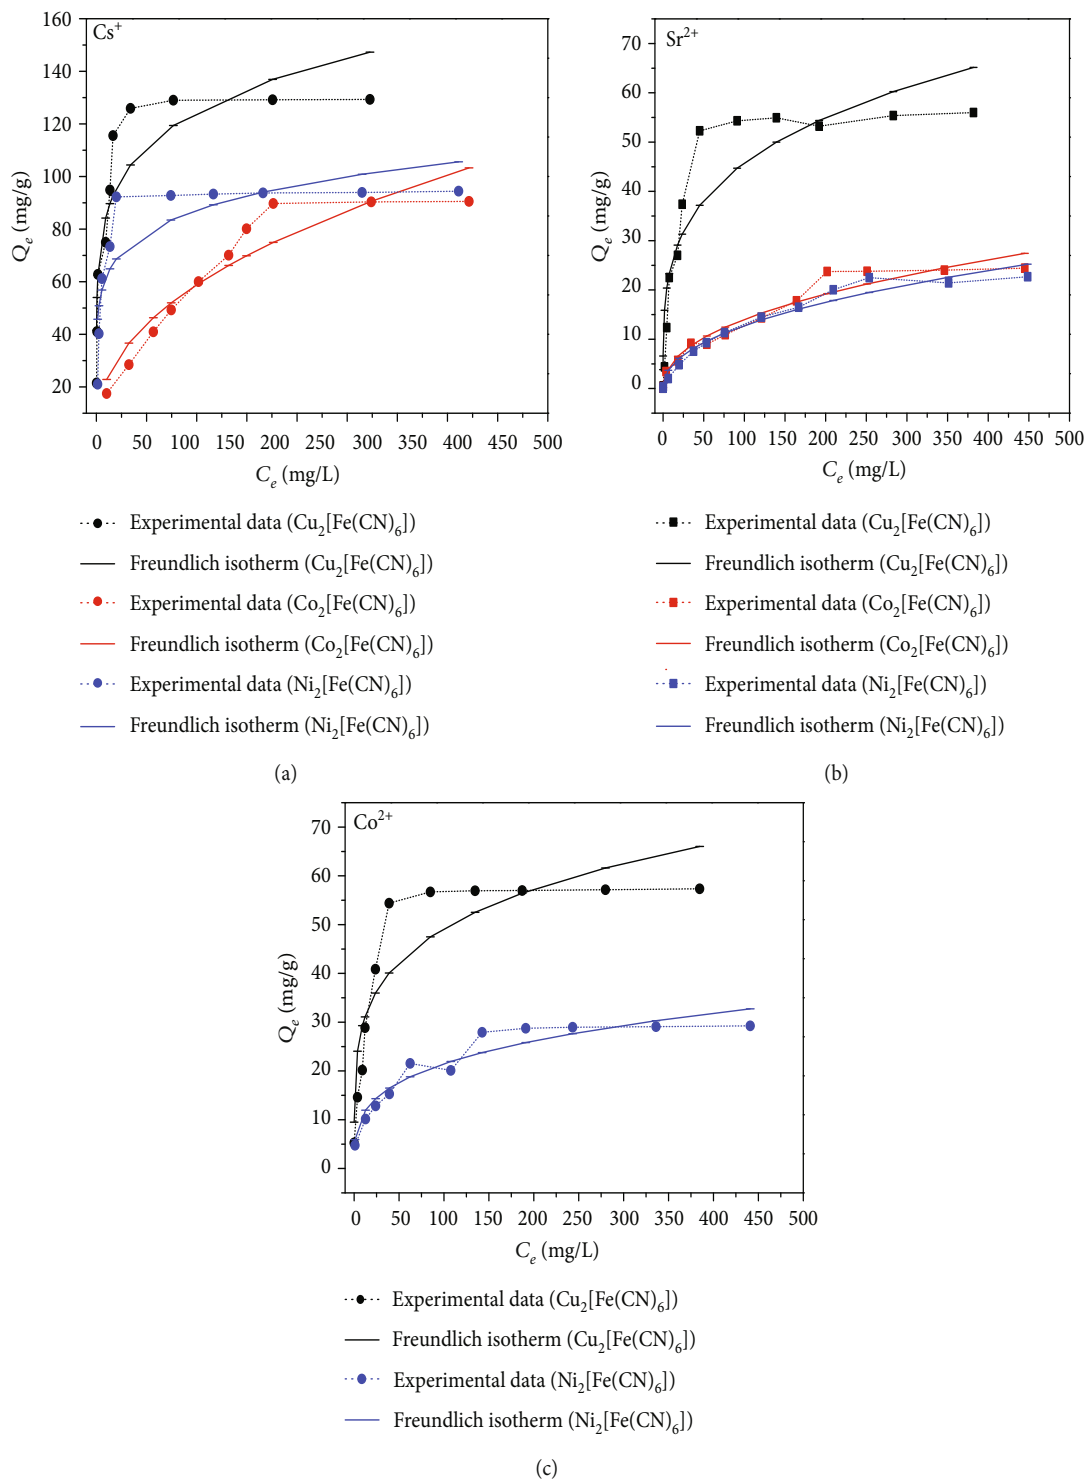 Cs⁺
Qₑ (mg/g)
160
140
120
100
80
60
40
20
0 50 100 150 200 250 300 350 400 450 500
Cₑ (mg/L)
Experimental data (Cu₂[Fe(CN)₆])
Freundlich isotherm (Cu₂[Fe(CN)₆])
Experimental data (Co₂[Fe(CN)₆])
Freundlich isotherm (Co₂[Fe(CN)₆])
Experimental data (Ni₂[Fe(CN)₆])
Freundlich isotherm (Ni₂[Fe(CN)₆])
(a)
Sr²⁺
Qₑ (mg/g)
70
60
50
40
30
20
10
0
0 50 100 150 200 250 300 350 400 450 500
Cₑ (mg/L)
Experimental data (Cu₂[Fe(CN)₆])
Freundlich isotherm (Cu₂[Fe(CN)₆])
Experimental data (Co₂[Fe(CN)₆])
Freundlich isotherm (Co₂[Fe(CN)₆])
Experimental data (Ni₂[Fe(CN)₆])
Freundlich isotherm (Ni₂[Fe(CN)₆])
(b)
Co²⁺
Qₑ (mg/g)
70
60
50
40
30
20
10
0
0 50 100 150 200 250 300 350 400 450 500
Cₑ (mg/L)
Experimental data (Cu₂[Fe(CN)₆])
Freundlich isotherm (Cu₂[Fe(CN)₆])
Experimental data (Ni₂[Fe(CN)₆])
Freundlich isotherm (Ni₂[Fe(CN)₆])
(c)